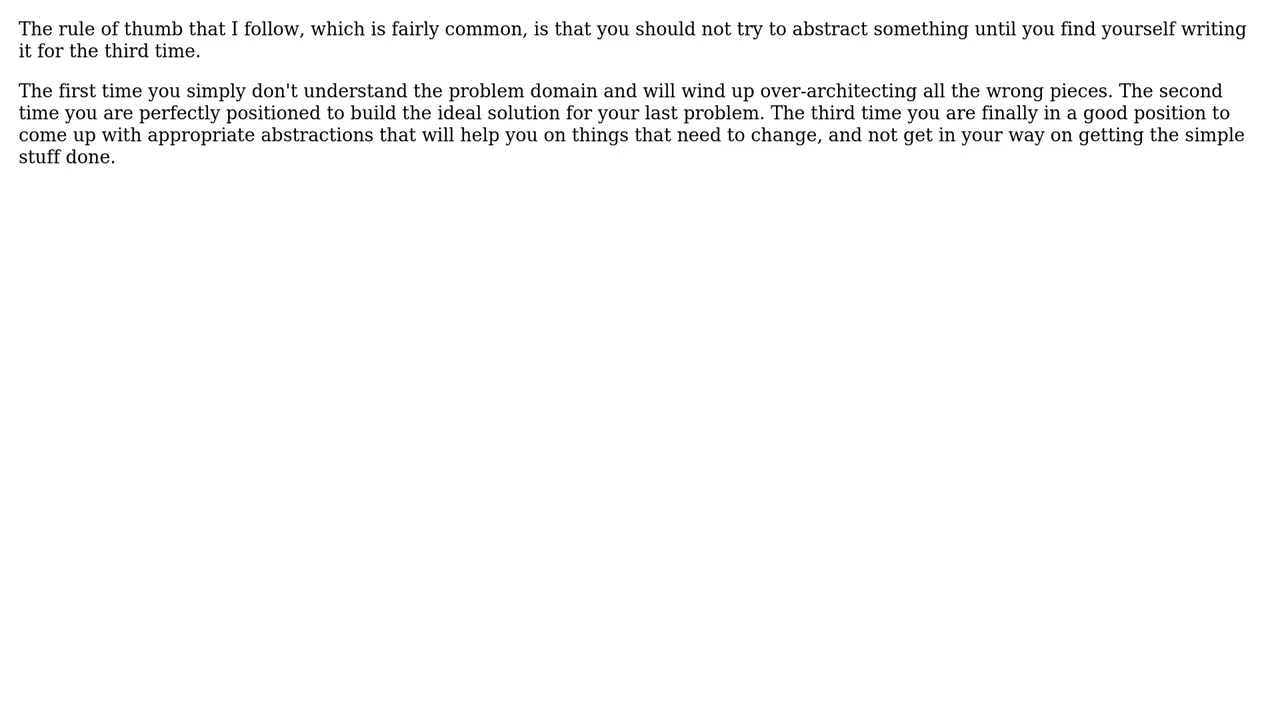 The rule of thumb that I follow, which is fairly common, is that you should not try to abstract something until you find yourself writing
it for the third time.
The first time you simply don't understand the problem domain and will wind up over-architecting all the wrong pieces. The second
time you are perfectly positioned to build the ideal solution for your last problem. The third time you are finally in a good position to
come up with appropriate abstractions that will help you on things that need to change, and not get in your way on getting the simple
stuff done.